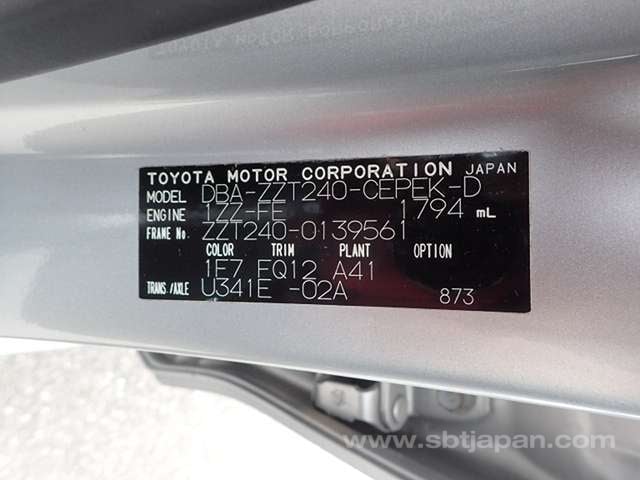 TOYOTA MOTOR CORPORATION JAPAN
MODEL DBA-ZZT240-CEPEK-D
ENGINE 1ZZ-FE 1794 mL
FRAME No. ZZT240-0139561
COLOR TRIM PLANT OPTION
1F7 FQ12 A41
TRANS./AXLE U341E -02A 873
www.sbtjapan.com